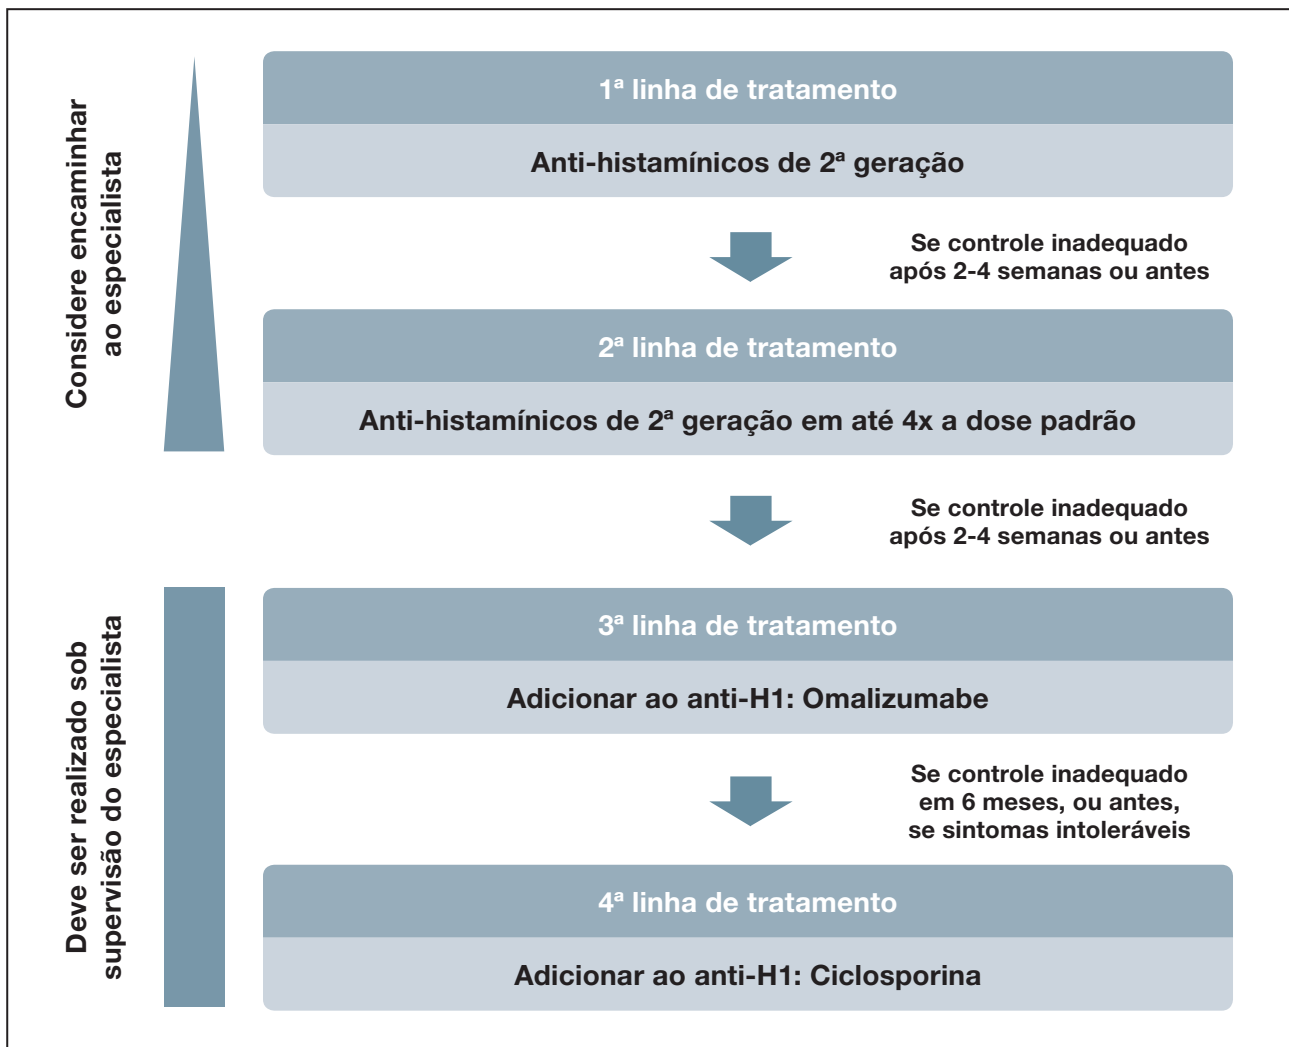 Considere encaminhar
ao especialista
1ª linha de tratamento
Anti-histamínicos de 2ª geração
Se controle inadequado
após 2-4 semanas ou antes
2ª linha de tratamento
Anti-histamínicos de 2ª geração em até 4x a dose padrão
Se controle inadequado
após 2-4 semanas ou antes
Deve ser realizado sob
supervisão do especialista
3ª linha de tratamento
Adicionar ao anti-H1: Omalizumabe
Se controle inadequado
em 6 meses, ou antes,
se sintomas intoleráveis
4ª linha de tratamento
Adicionar ao anti-H1: Ciclosporina